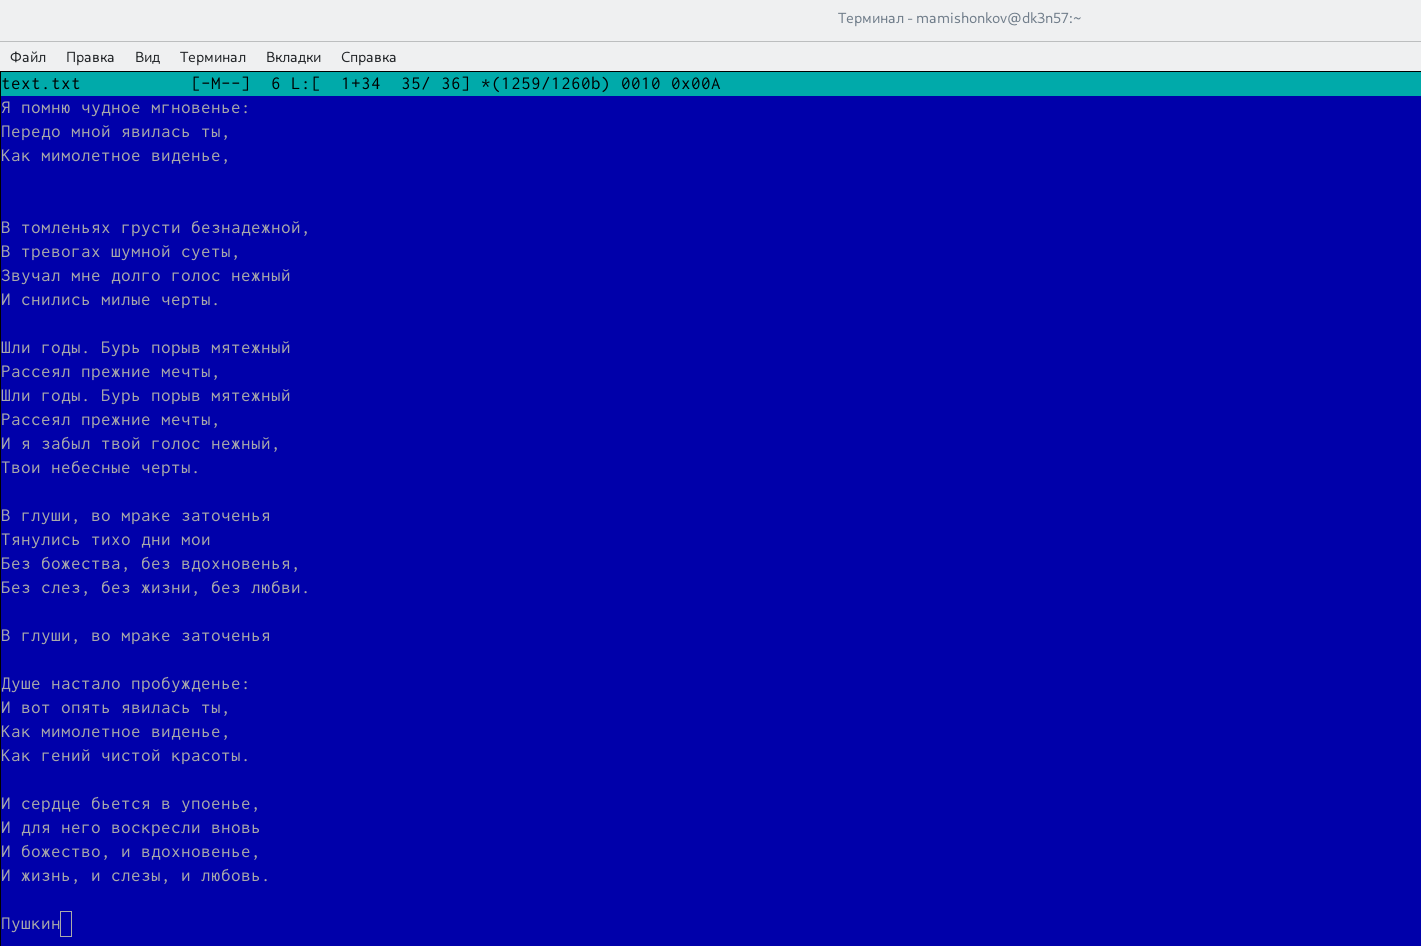 Терминал - mamishonkov@dk3n57:~
Файл Правка Вид Терминал Вкладки Справка
text.txt [-M--] 6 L:[ 1+34 35/ 36] *(1259/1260b) 0010 0x00A
Я помню чудное мгновенье:
Передо мной явилась ты,
Как мимолетное виденье,
В томленьях грусти безнадежной,
В тревогах шумной суеты,
Звучал мне долго голос нежный
И снились милые черты.
Шли годы. Бурь порыв мятежный
Рассеял прежние мечты,
Шли годы. Бурь порыв мятежный
Рассеял прежние мечты,
И я забыл твой голос нежный,
Твои небесные черты.
В глуши, во мраке заточенья
Тянулись тихо дни мои
Без божества, без вдохновенья,
Без слез, без жизни, без любви.
В глуши, во мраке заточенья
Душе настало пробужденье:
И вот опять явилась ты,
Как мимолетное виденье,
Как гений чистой красоты.
И сердце бьется в упоенье,
И для него воскресли вновь
И божество, и вдохновенье,
И жизнь, и слезы, и любовь.
Пушкин